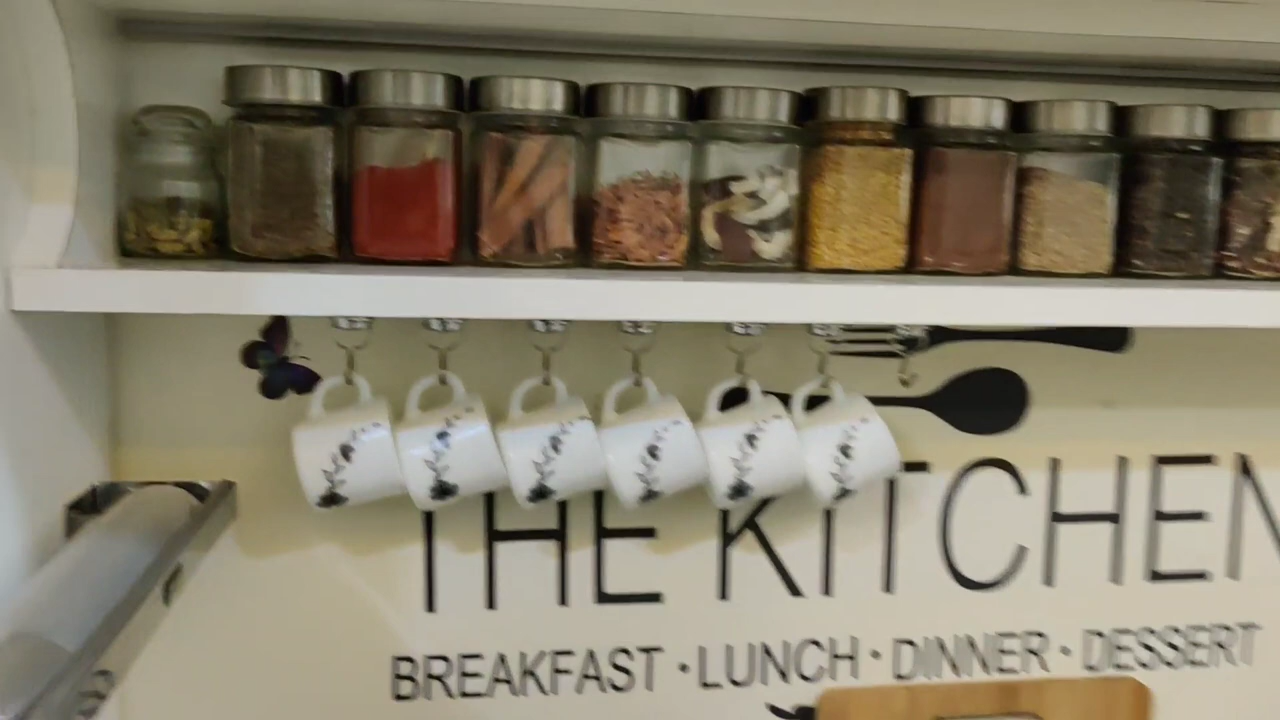 THE KITCHEN
BREAKFAST · LUNCH · DINNER · DESSERT